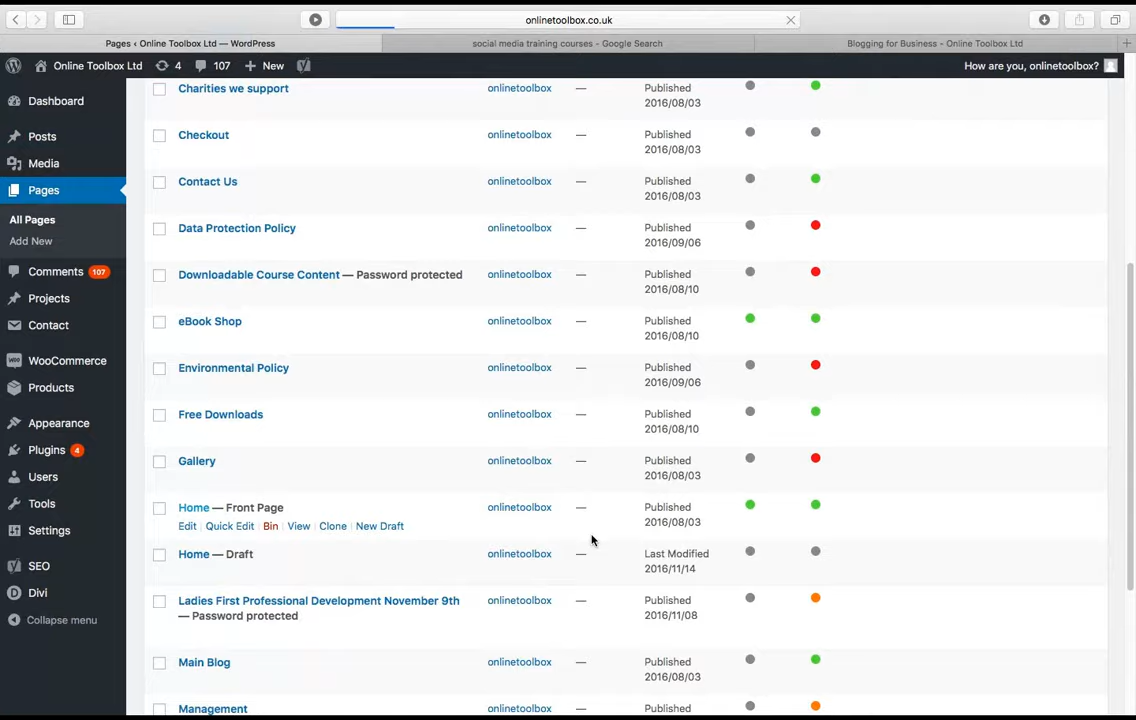 onlinetoolbox.co.uk
Pages ‹ Online Toolbox Ltd — WordPress
social media training courses - Google Search
Blogging for Business - Online Toolbox Ltd
Online Toolbox Ltd
4
107
New
How are you, onlinetoolbox?
Dashboard
Posts
Media
Pages
All Pages
Add New
Comments 107
Projects
Contact
WooCommerce
Products
Appearance
Plugins 4
Users
Tools
Settings
SEO
Divi
Collapse menu
Charities we support onlinetoolbox — Published
2016/08/03
Checkout onlinetoolbox — Published
2016/08/03
Contact Us onlinetoolbox — Published
2016/08/03
Data Protection Policy onlinetoolbox — Published
2016/09/06
Downloadable Course Content — Password protected onlinetoolbox — Published
2016/08/10
eBook Shop onlinetoolbox — Published
2016/08/10
Environmental Policy onlinetoolbox — Published
2016/09/06
Free Downloads onlinetoolbox — Published
2016/08/10
Gallery onlinetoolbox — Published
2016/08/03
Home — Front Page onlinetoolbox — Published
2016/08/03
Edit | Quick Edit | Bin | View | Clone | New Draft
Home — Draft onlinetoolbox — Last Modified
2016/11/14
Ladies First Professional Development November 9th onlinetoolbox — Published
— Password protected 2016/11/08
Main Blog onlinetoolbox — Published
2016/08/03
Management onlinetoolbox — Published